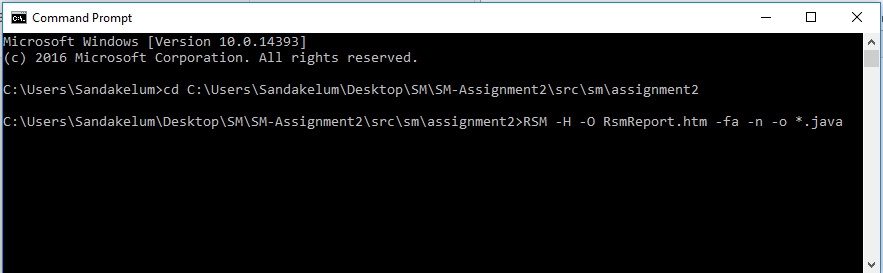 Command Prompt
Microsoft Windows [Version 10.0.14393]
(c) 2016 Microsoft Corporation. All rights reserved.
C:\Users\Sandakelum>cd C:\Users\Sandakelum\Desktop\SM\SM-Assignment2\src\sm\assignment2
C:\Users\Sandakelum\Desktop\SM\SM-Assignment2\src\sm\assignment2>RSM -H -O RsmReport.htm -fa -n -o *.java